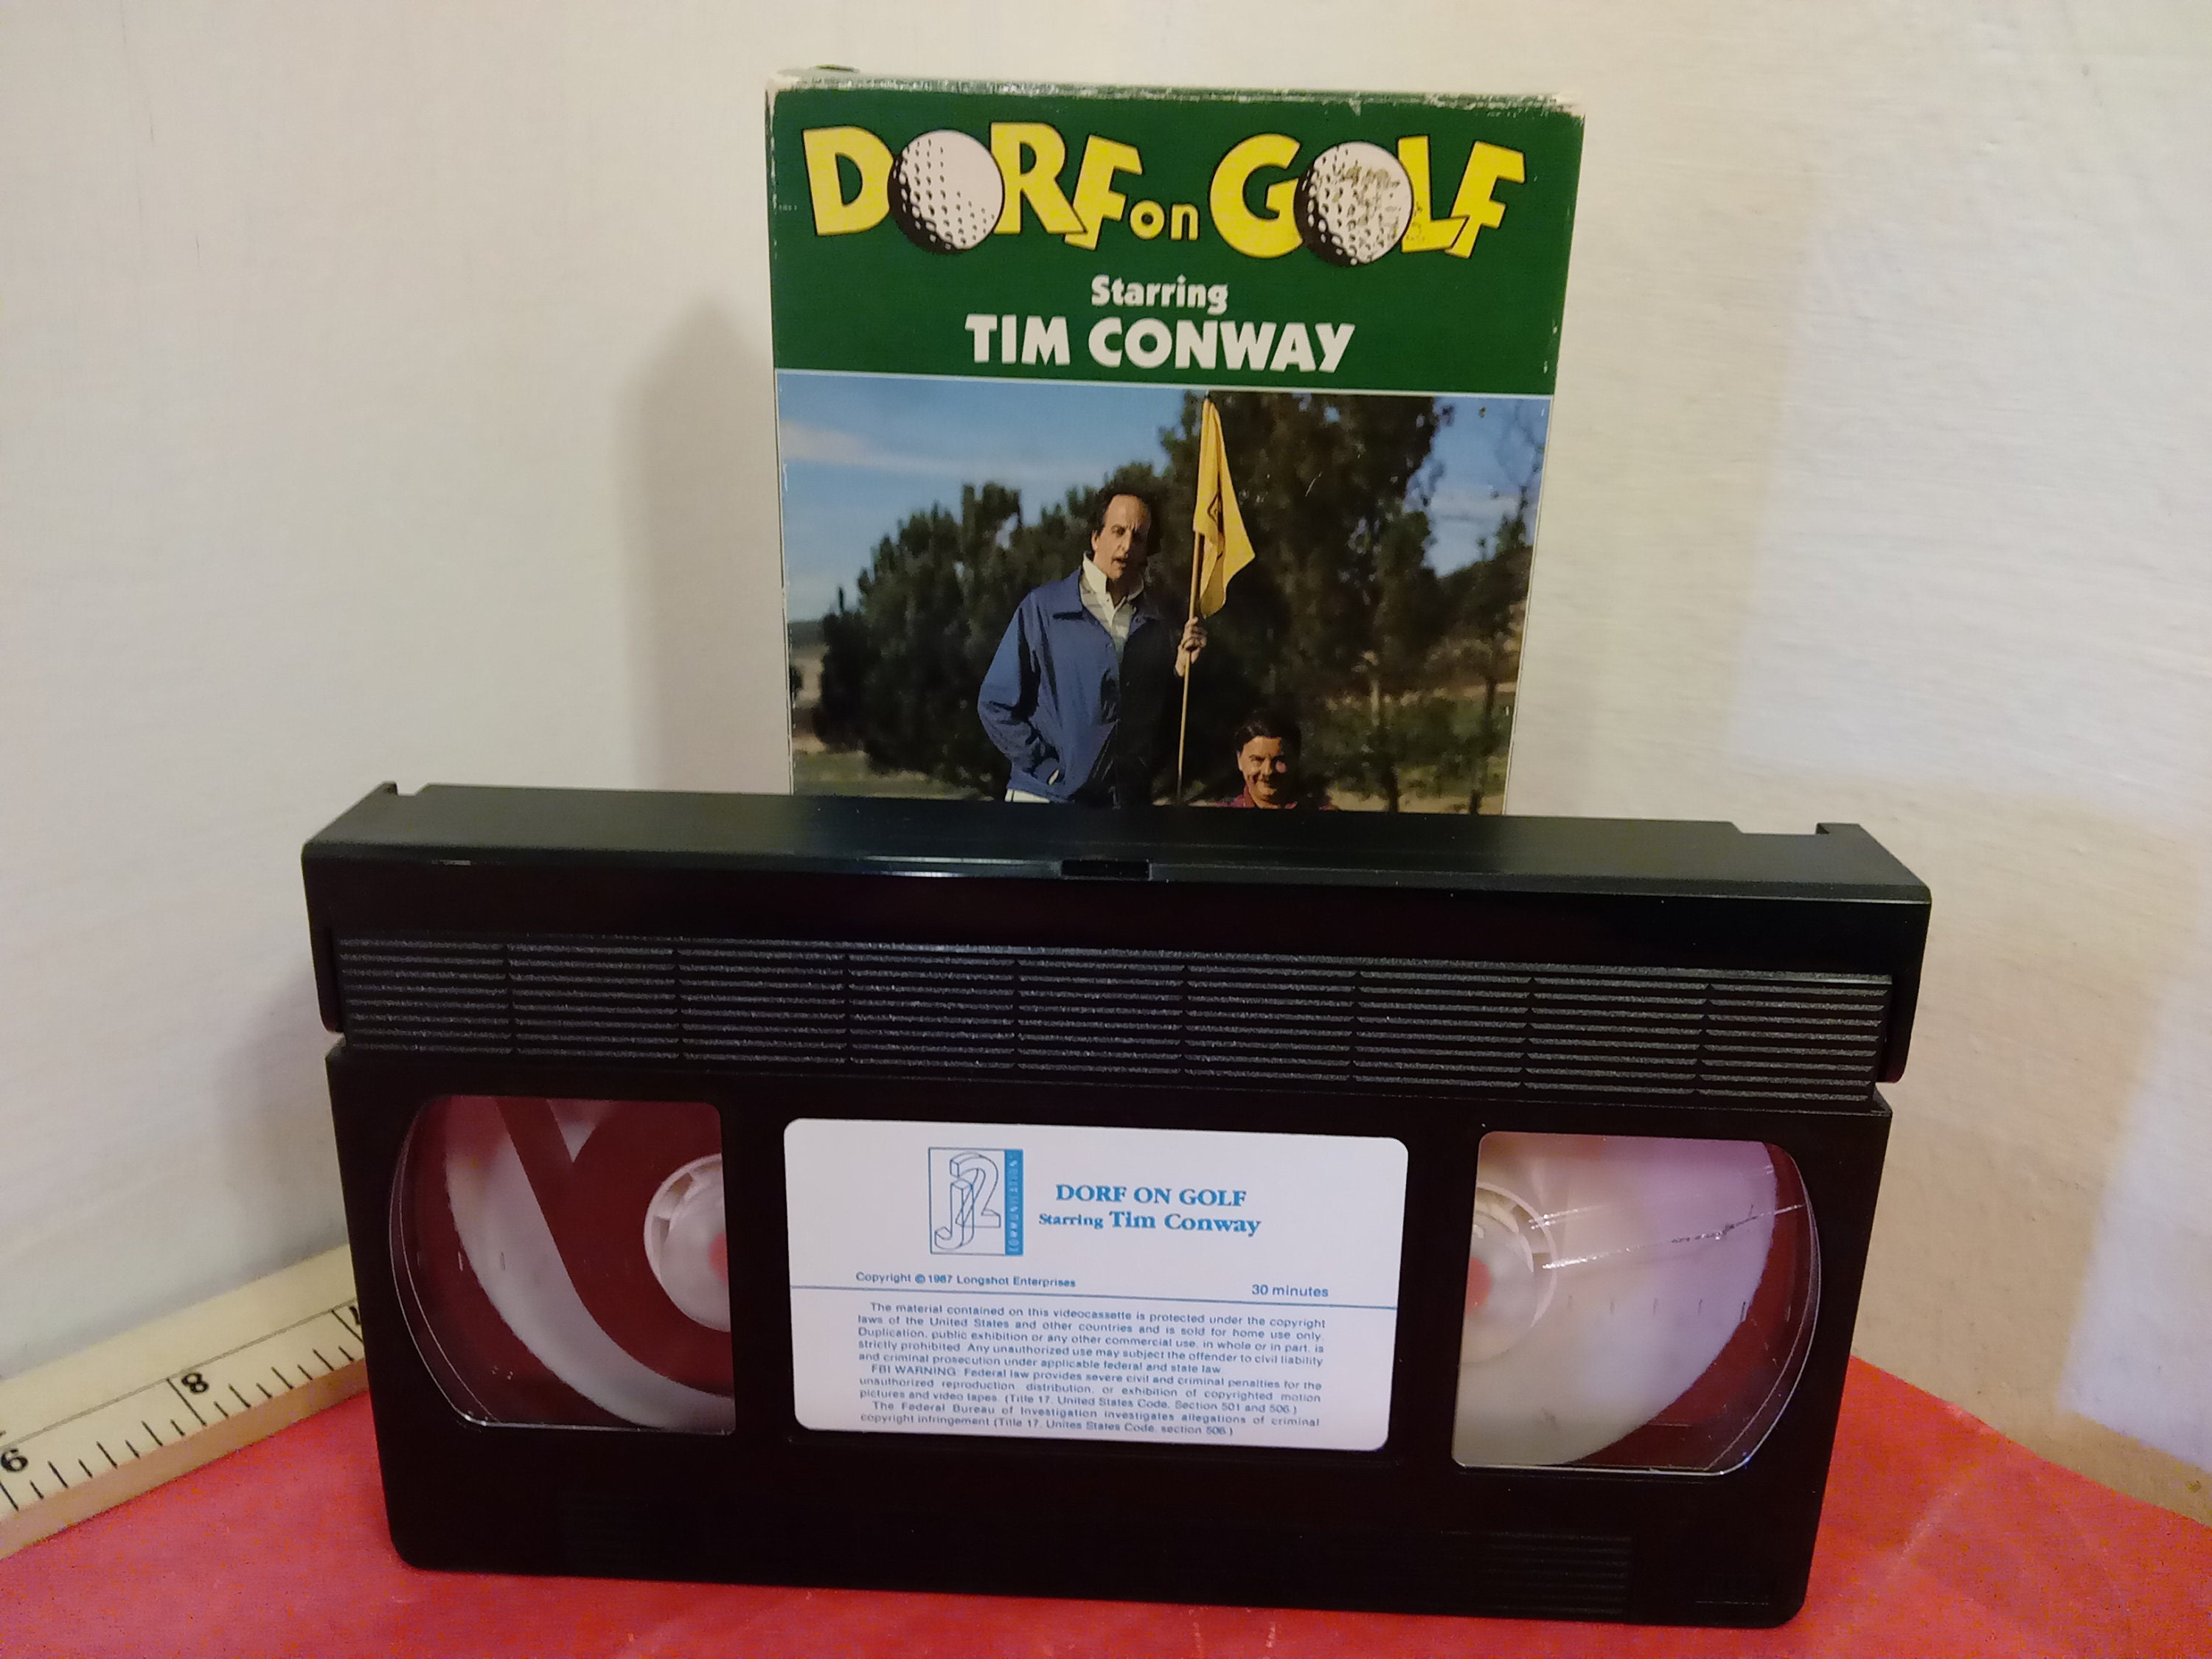 DORF on GOLF
Starring
TIM CONWAY
J2
COMMUNICATIONS
DORF ON GOLF
Starring Tim Conway
Copyright © 1987 Longshot Enterprises
30 minutes
The material contained on this videocassette is protected under the copyright
laws of the United States and other countries and is sold for home use only.
Duplication, public exhibition or any other commercial use, in whole or in part, is
strictly prohibited. Any unauthorized use may subject the offender to civil liability
and criminal prosecution under applicable federal and state law.
FBI WARNING: Federal law provides severe civil and criminal penalties for the
unauthorized reproduction, distribution, or exhibition of copyrighted motion
pictures and video tapes. (Title 17, United States Code, Section 501 and 506.)
The Federal Bureau of Investigation investigates allegations of criminal
copyright infringement (Title 17, Unites States Code, section 506.)
8
9